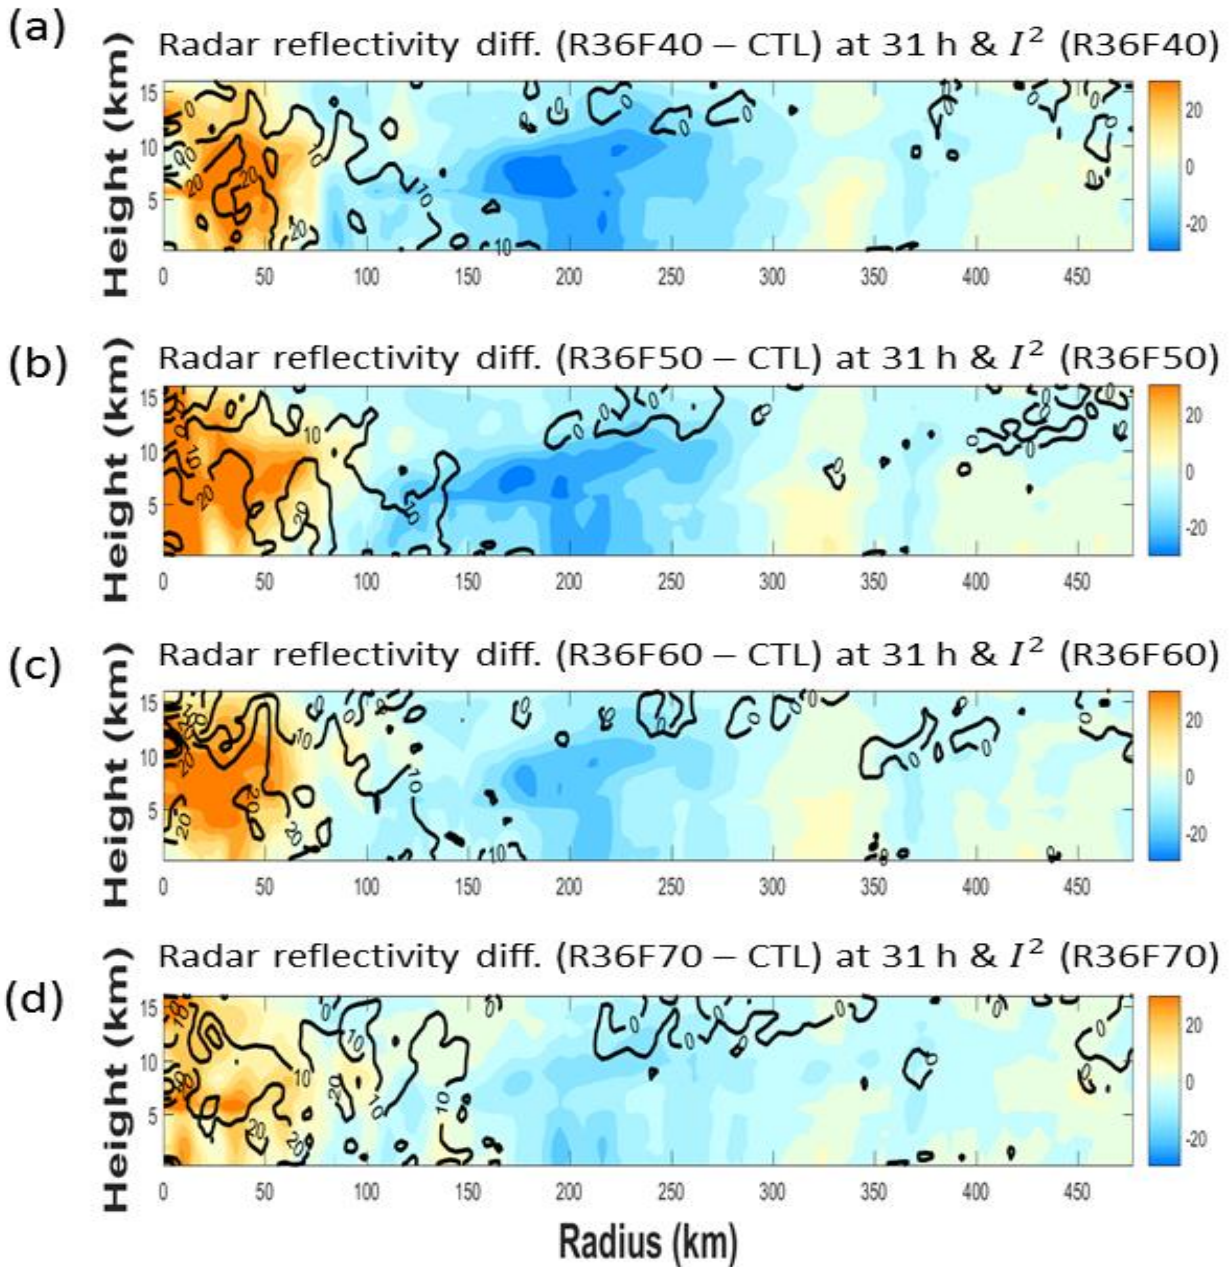 (a)
Radar reflectivity diff. (R36F40 – CTL) at 31 h & I² (R36F40)
Height (km)
15
10
5
0 50 100 150 200 250 300 350 400 450
20
0
-20
(b)
Radar reflectivity diff. (R36F50 – CTL) at 31 h & I² (R36F50)
Height (km)
15
10
5
0 50 100 150 200 250 300 350 400 450
20
0
-20
(c)
Radar reflectivity diff. (R36F60 – CTL) at 31 h & I² (R36F60)
Height (km)
15
10
5
0 50 100 150 200 250 300 350 400 450
20
0
-20
(d)
Radar reflectivity diff. (R36F70 – CTL) at 31 h & I² (R36F70)
Height (km)
15
10
5
0 50 100 150 200 250 300 350 400 450
20
0
-20
Radius (km)